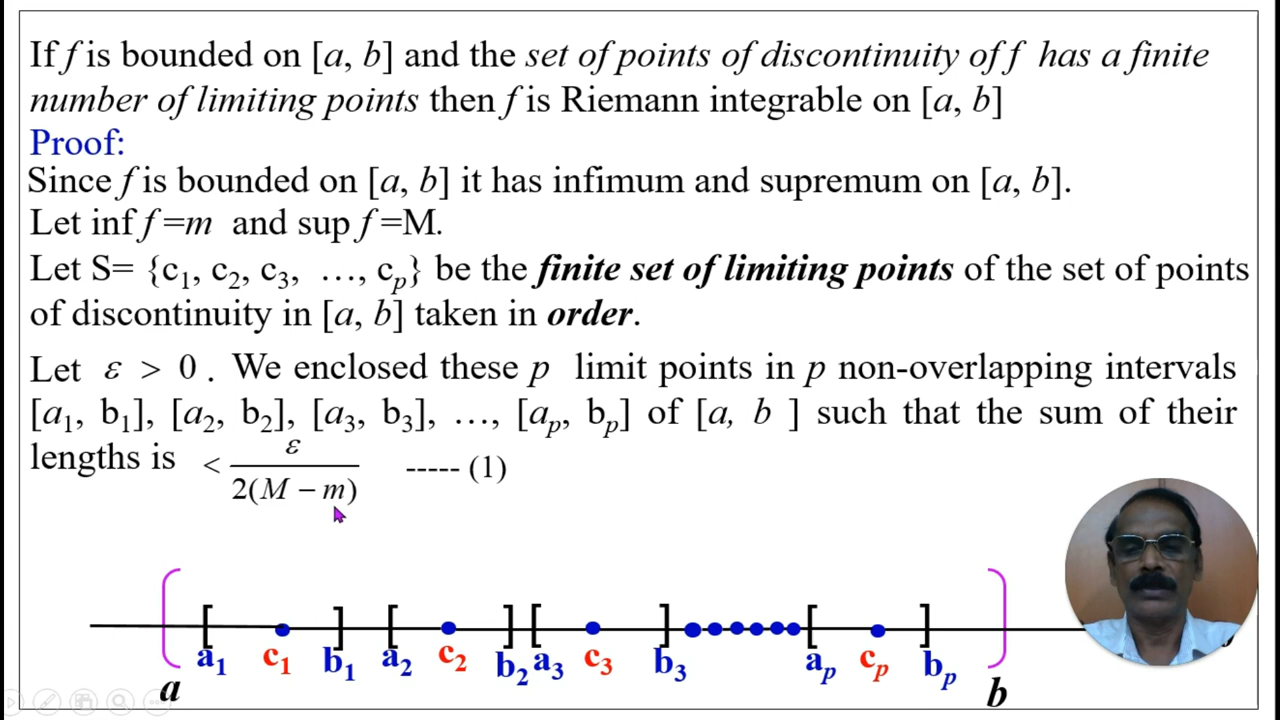 If f is bounded on [a, b] and the set of points of discontinuity of f has a finite
number of limiting points then f is Riemann integrable on [a, b]
Proof:
Since f is bounded on [a, b] it has infimum and supremum on [a, b].
Let inf f =m and sup f =M.
Let S= {c₁, c₂, c₃, …, cₚ} be the finite set of limiting points of the set of points
of discontinuity in [a, b] taken in order.
Let ε > 0 . We enclosed these p limit points in p non-overlapping intervals
[a₁, b₁], [a₂, b₂], [a₃, b₃], …, [aₚ, bₚ] of [a, b ] such that the sum of their
lengths is < ε / 2(M − m) ----- (1)
[ [ ] [ ] [ ] [ ] ]
a₁ c₁ b₁ a₂ c₂ b₂ a₃ c₃ b₃ aₚ cₚ bₚ
a b